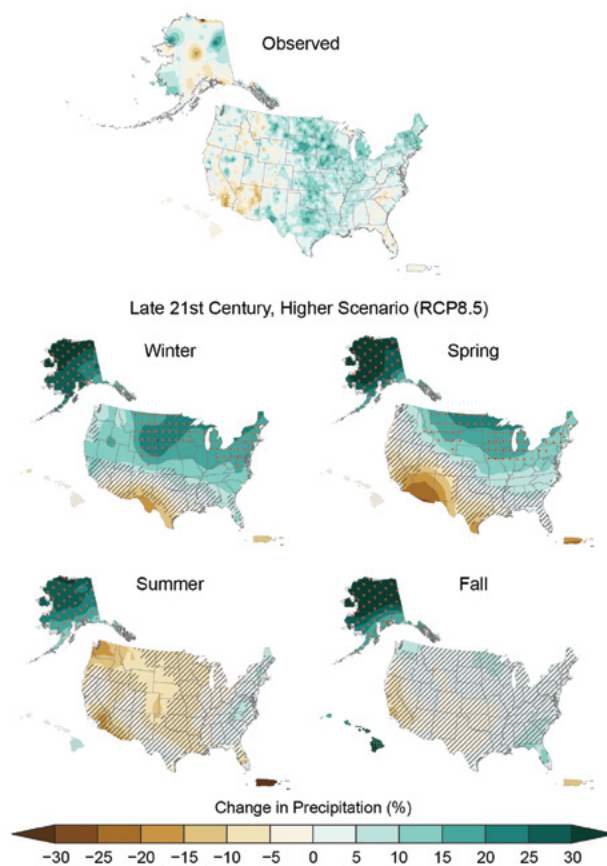 Observed
Late 21st Century, Higher Scenario (RCP8.5)
Winter
Spring
Summer
Fall
Change in Precipitation (%)
−30 −25 −20 −15 −10 −5 0 5 10 15 20 25 30